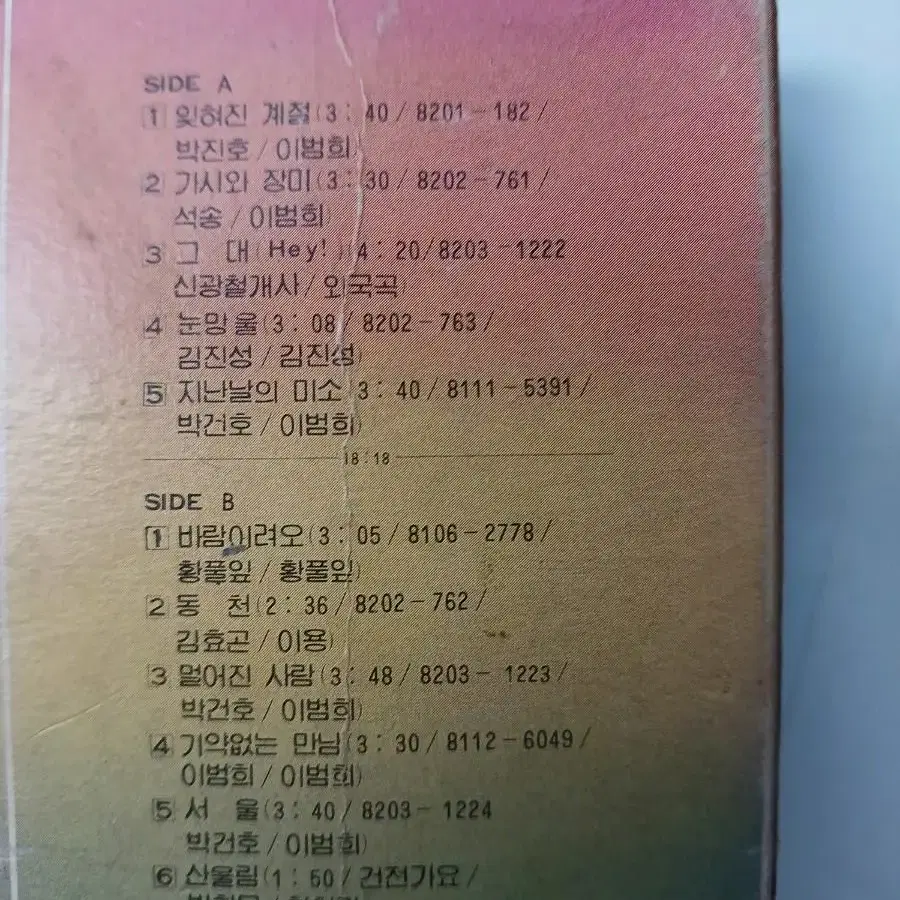 SIDE A
1 잊혀진 계절(3:40/8201-182/
박진호/이범희)
2 가시와 장미(3:30/8202-761/
석송/이범희)
3 그 대(Hey!)(4:20/8203-1222
신광철개사/외국곡)
4 눈망울(3:08/8202-763/
김진성/김진성)
5 지난날의 미소(3:40/8111-5391/
박건호/이범희)
18:18
SIDE B
1 바람이려오(3:05/8106-2778/
황풀잎/황풀잎)
2 동 천(2:36/8202-762/
김효곤/이용)
3 멀어진 사람(3:48/8203-1223/
박건호/이범희)
4 기약없는 만남(3:30/8112-6049/
이범희/이범희)
5 서 울(3:40/8203-1224
박건호/이범희)
6 산울림(1:50/건전가요/